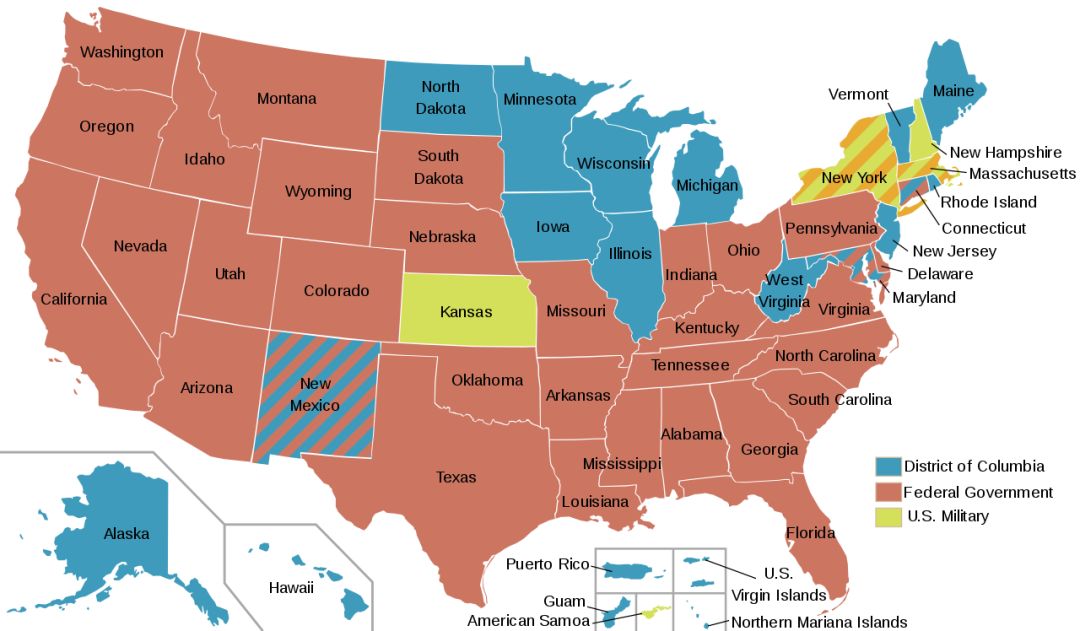 Washington
Oregon
California
Nevada
Idaho
Montana
Wyoming
Utah
Arizona
Colorado
New
Mexico
North
Dakota
South
Dakota
Nebraska
Kansas
Oklahoma
Texas
Minnesota
Iowa
Missouri
Arkansas
Louisiana
Wisconsin
Illinois
Michigan
Indiana
Ohio
Kentucky
Tennessee
Mississippi
Alabama
Georgia
Florida
South Carolina
North Carolina
Virginia
West
Virginia
Pennsylvania
New York
Vermont
Maine
New Hampshire
Massachusetts
Rhode Island
Connecticut
New Jersey
Delaware
Maryland
District of Columbia
Federal Government
U.S. Military
Alaska
Hawaii
Puerto Rico
U.S.
Virgin Islands
Guam
American Samoa
Northern Mariana Islands